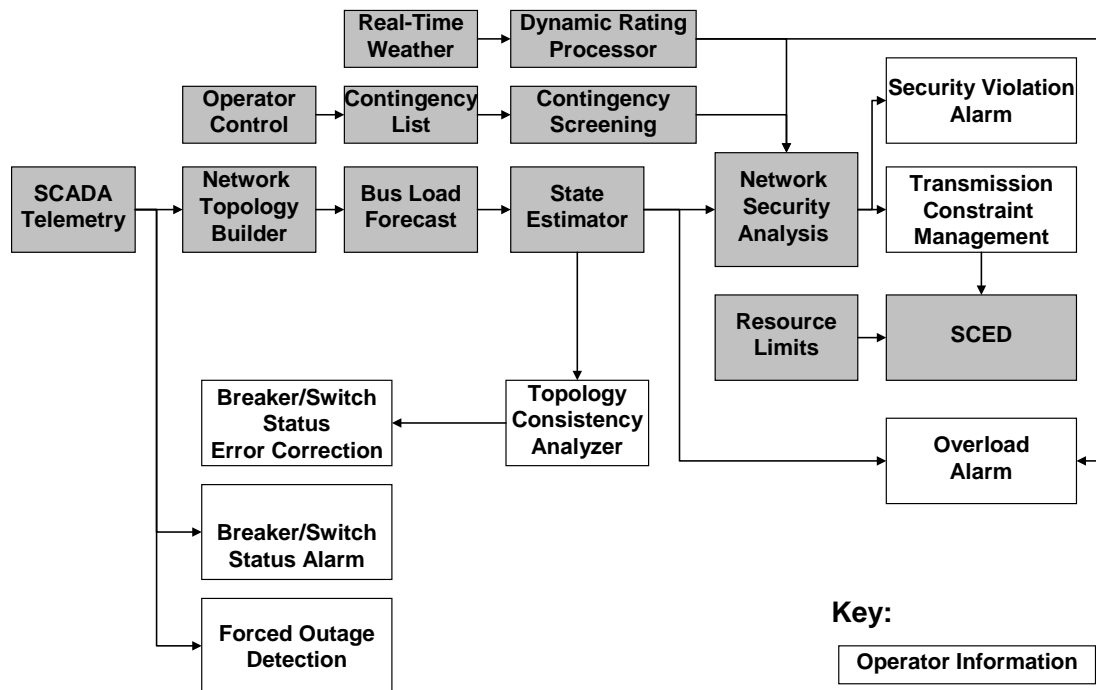 Real-Time
Weather
Dynamic Rating
Processor
Operator
Control
Contingency
List
Contingency
Screening
Security Violation
Alarm
SCADA
Telemetry
Network
Topology
Builder
Bus Load
Forecast
State
Estimator
Network
Security
Analysis
Transmission
Constraint
Management
Resource
Limits
SCED
Breaker/Switch
Status
Error Correction
Topology
Consistency
Analyzer
Overload
Alarm
Breaker/Switch
Status Alarm
Forced Outage
Detection
Key:
Operator Information